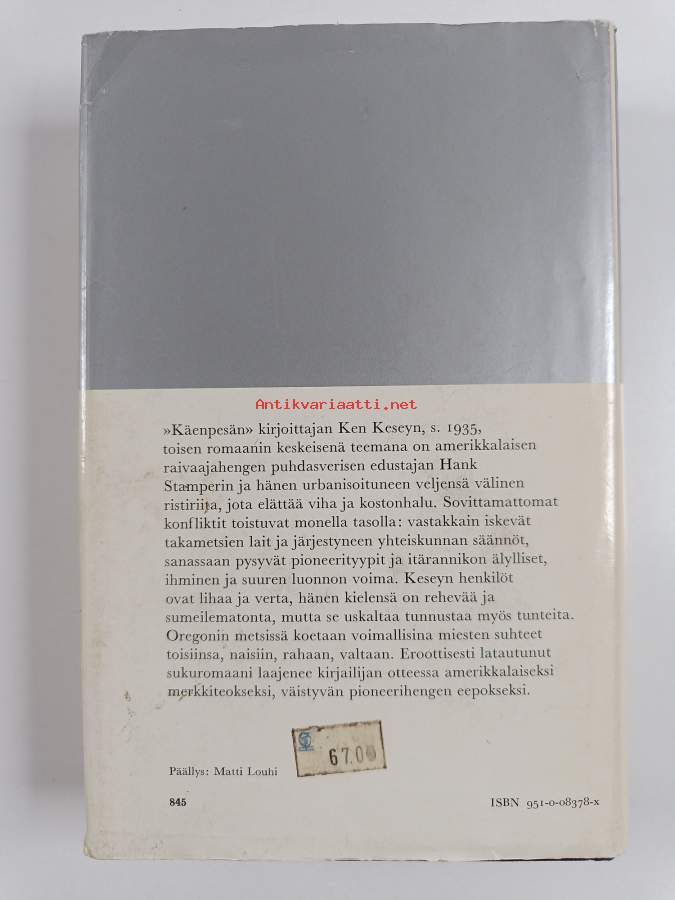 Antikvariaatti.net
»Käenpesän» kirjoittajan Ken Keseyn, s. 1935,
toisen romaanin keskeisenä teemana on amerikkalaisen
raivaajahengen puhdasverisen edustajan Hank
Stamperin ja hänen urbanisoituneen veljensä välinen
ristiriita, jota elättää viha ja kostonhalu. Sovittamattomat
konfliktit toistuvat monella tasolla: vastakkain iskevät
takametsien lait ja järjestyneen yhteiskunnan säännöt,
sanassaan pysyvät pioneerityypit ja itärannikon älylliset,
ihminen ja suuren luonnon voima. Keseyn henkilöt
ovat lihaa ja verta, hänen kielensä on rehevää ja
sumeilematonta, mutta se uskaltaa tunnustaa myös tunteita.
Oregonin metsissä koetaan voimallisina miesten suhteet
toisiinsa, naisiin, rahaan, valtaan. Eroottisesti latautunut
sukuromaani laajenee kirjailijan otteessa amerikkalaiseksi
merkkiteokseksi, väistyvän pioneerihengen eepokseksi.
67.00
Päällys: Matti Louhi
845 ISBN 951-0-08378-x